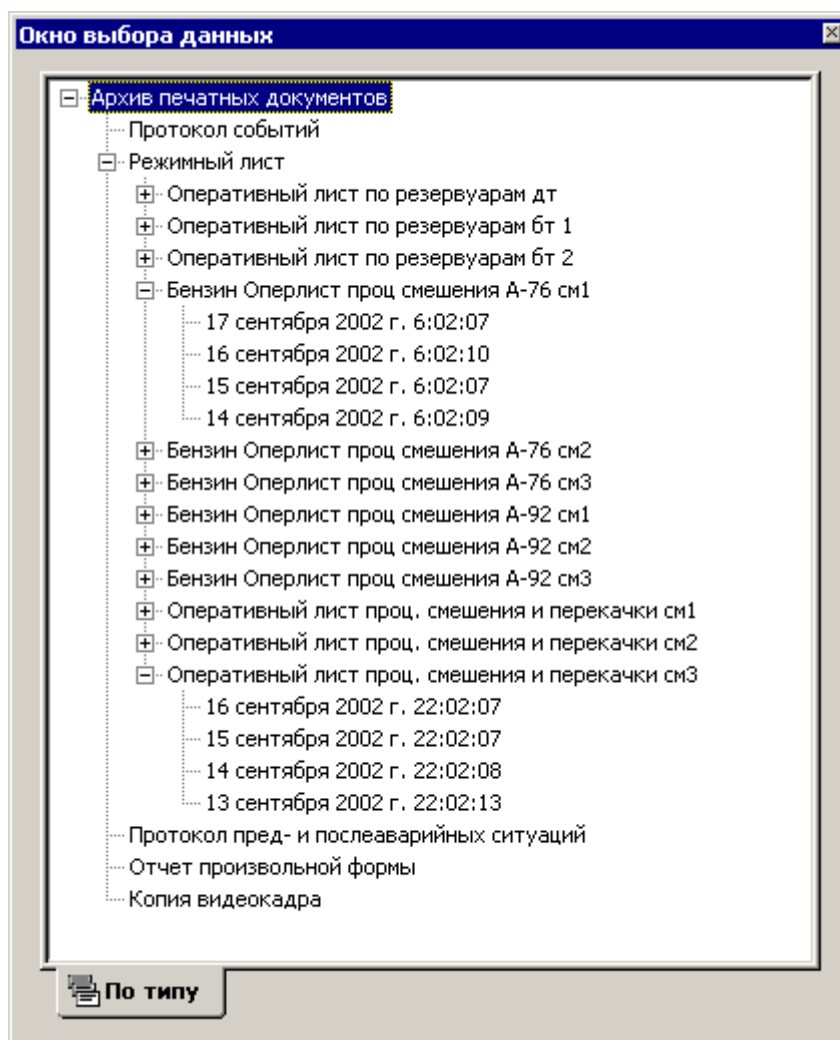 Окно выбора данных
Архив печатных документов
Протокол событий
Режимный лист
Оперативный лист по резервуарам дт
Оперативный лист по резервуарам бт 1
Оперативный лист по резервуарам бт 2
Бензин Оперлист проц смешения А-76 см1
17 сентября 2002 г. 6:02:07
16 сентября 2002 г. 6:02:10
15 сентября 2002 г. 6:02:07
14 сентября 2002 г. 6:02:09
Бензин Оперлист проц смешения А-76 см2
Бензин Оперлист проц смешения А-76 см3
Бензин Оперлист проц смешения А-92 см1
Бензин Оперлист проц смешения А-92 см2
Бензин Оперлист проц смешения А-92 см3
Оперативный лист проц. смешения и перекачки см1
Оперативный лист проц. смешения и перекачки см2
Оперативный лист проц. смешения и перекачки см3
16 сентября 2002 г. 22:02:07
15 сентября 2002 г. 22:02:07
14 сентября 2002 г. 22:02:08
13 сентября 2002 г. 22:02:13
Протокол пред- и послеаварийных ситуаций
Отчет произвольной формы
Копия видеокадра
По типу